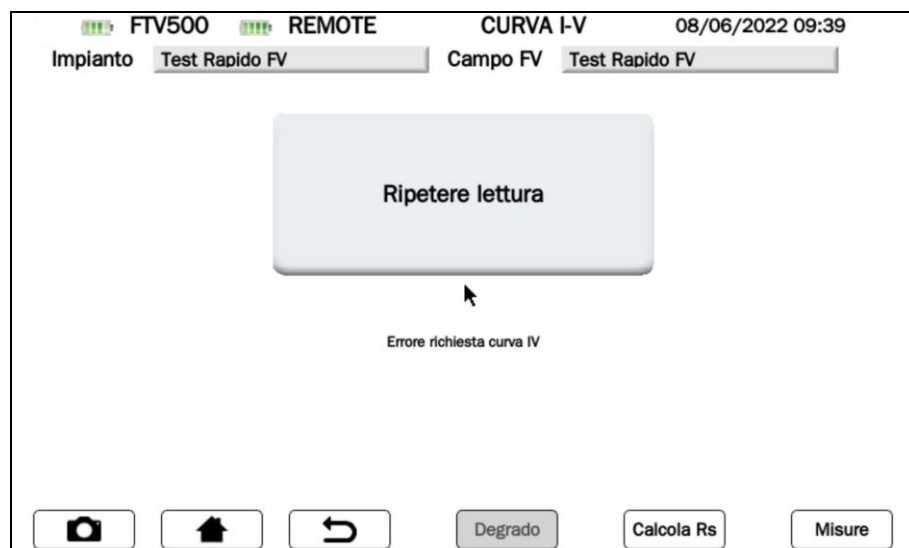 FTV500 REMOTE CURVA I-V 08/06/2022 09:39
Impianto Test Rapido FV Campo FV Test Rapido FV
Ripetere lettura
Errore richiesta curva IV
Degrado Calcola Rs Misure